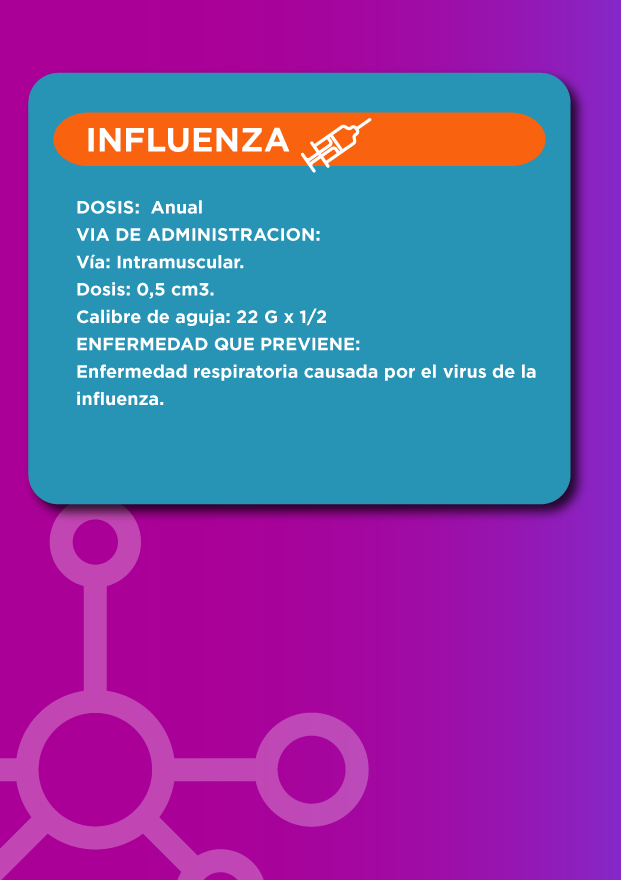 INFLUENZA
DOSIS: Anual
VIA DE ADMINISTRACION:
Vía: Intramuscular.
Dosis: 0,5 cm3.
Calibre de aguja: 22 G x 1/2
ENFERMEDAD QUE PREVIENE:
Enfermedad respiratoria causada por el virus de la
influenza.